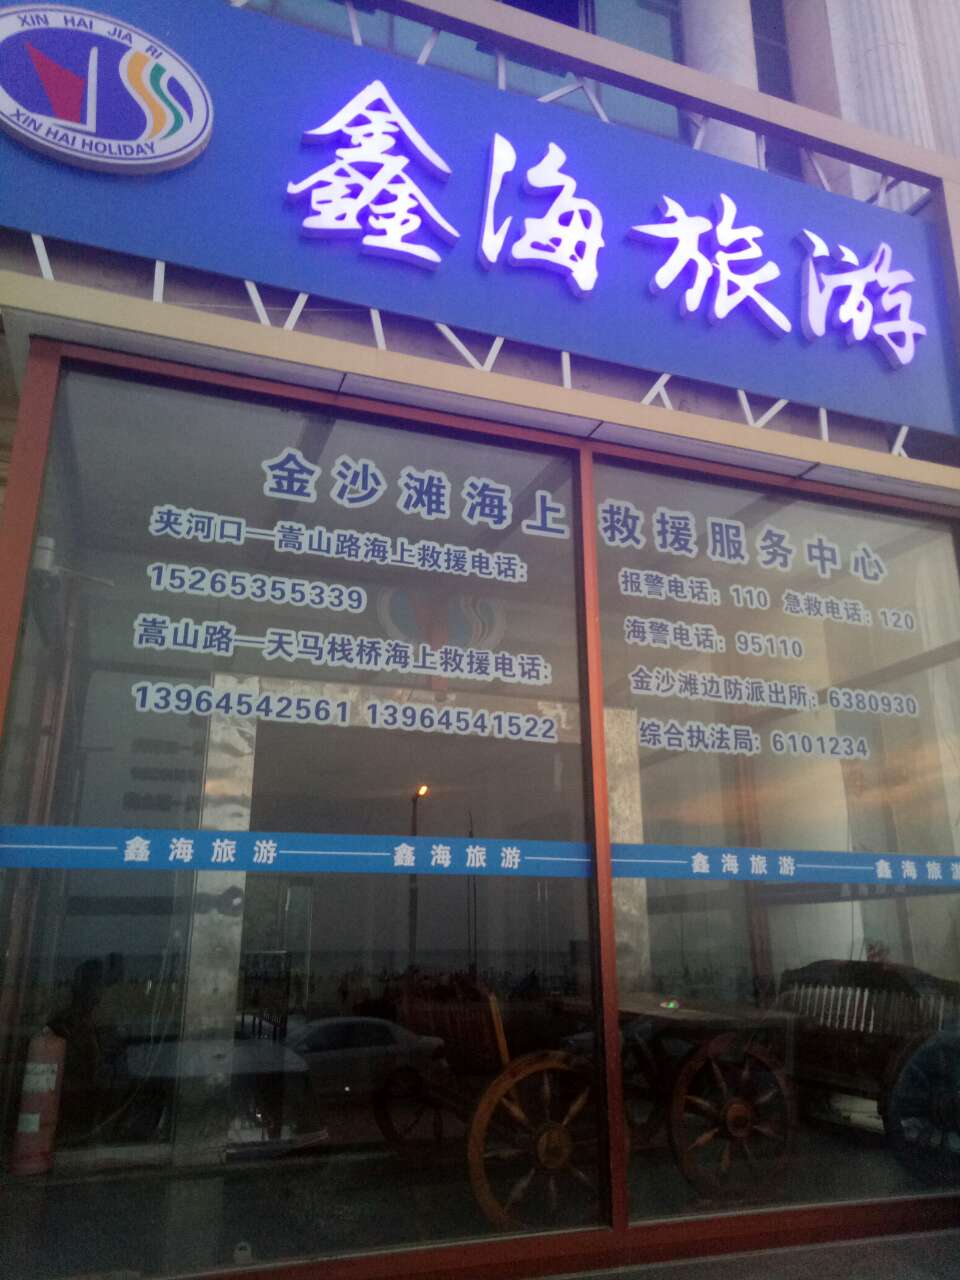 XIN HAI JIA RI
XIN HAI HOLIDAY
鑫海旅游
金沙滩海上救援服务中心
夹河口—嵩山路海上救援电话:
15265355339
嵩山路—天马栈桥海上救援电话:
13964542561 13964541522
报警电话: 110 急救电话: 120
海警电话: 95110
金沙滩边防派出所: 6380930
综合执法局: 6101234
鑫海旅游 鑫海旅游 鑫海旅游 鑫海旅游